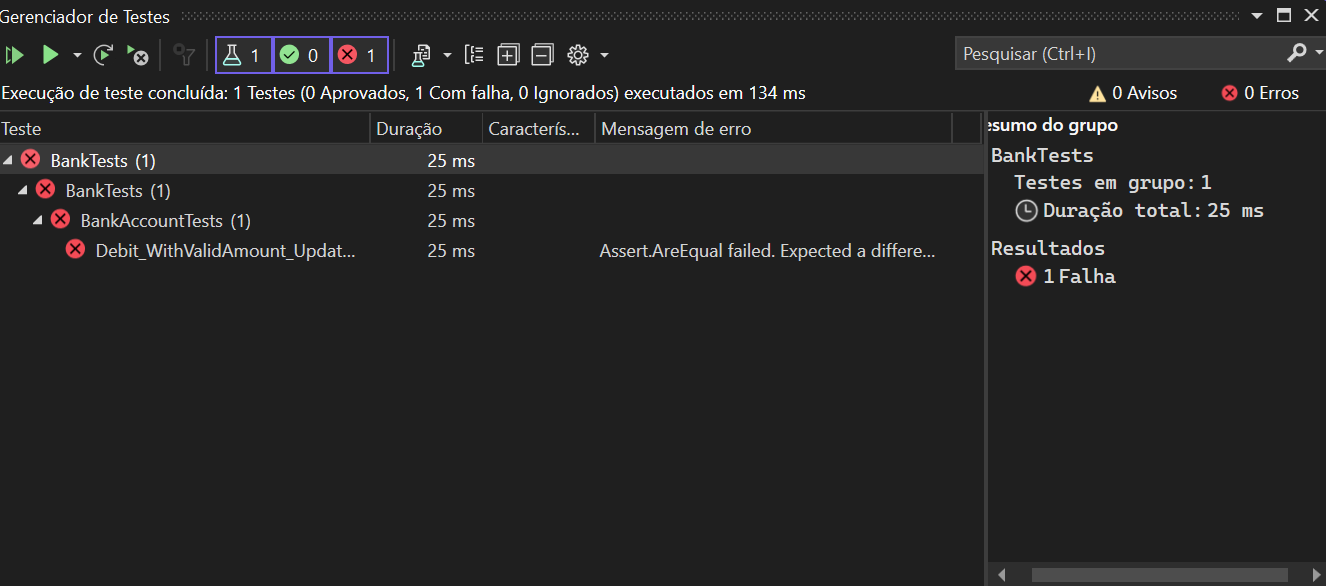 Gerenciador de Testes
1 0 1
Pesquisar (Ctrl+I)
Execução de teste concluída: 1 Testes (0 Aprovados, 1 Com falha, 0 Ignorados) executados em 134 ms
0 Avisos 0 Erros
Teste Duração Caracterís... Mensagem de erro
BankTests (1) 25 ms
BankTests (1) 25 ms
BankAccountTests (1) 25 ms
Debit_WithValidAmount_Updat... 25 ms Assert.AreEqual failed. Expected a differe...
esumo do grupo
BankTests
Testes em grupo: 1
Duração total: 25 ms
Resultados
1 Falha